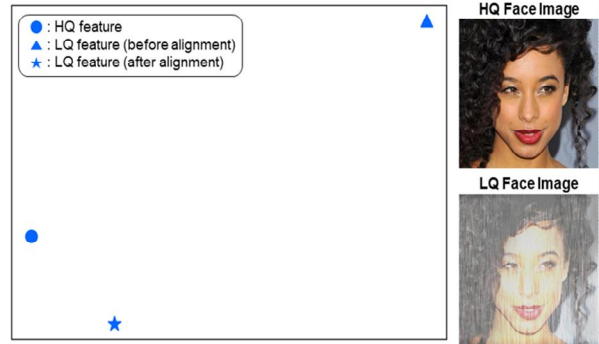 : HQ feature
: LQ feature (before alignment)
: LQ feature (after alignment)
HQ Face Image
LQ Face Image